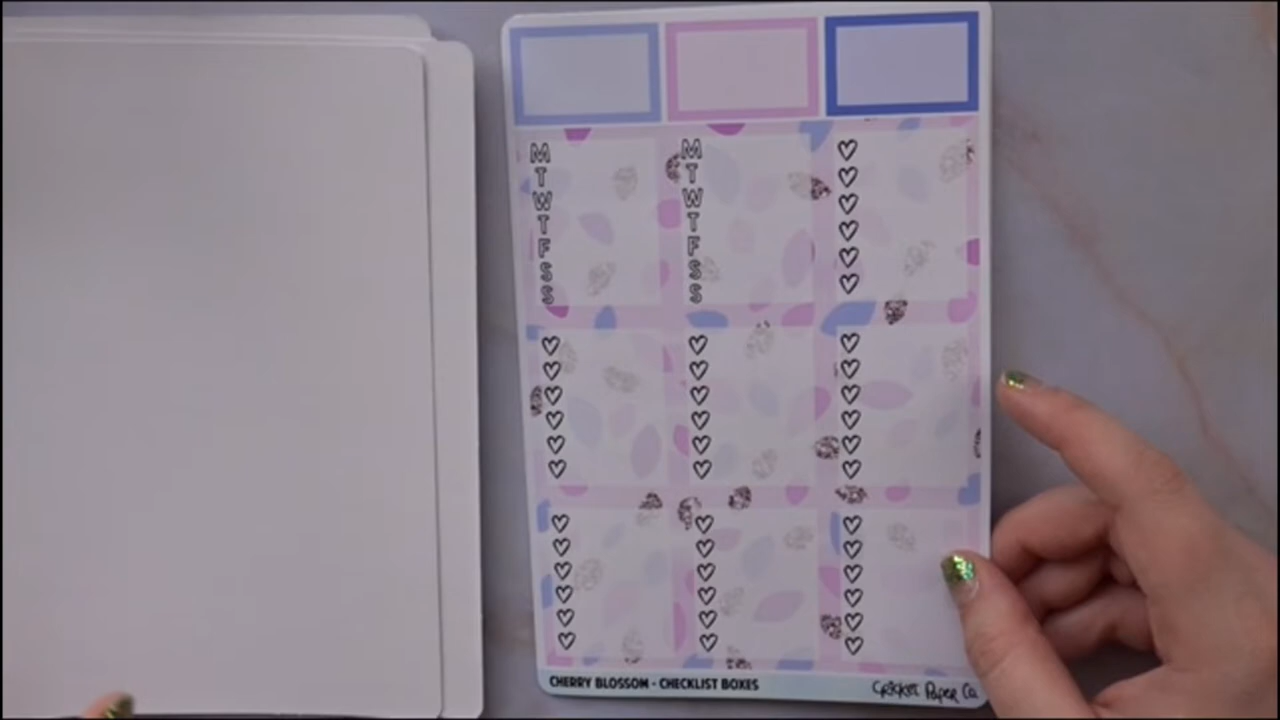 M M
T T
W W
T T
F F
S S
S S
CHERRY BLOSSOM - CHECKLIST BOXES
Cricket Paper Co.